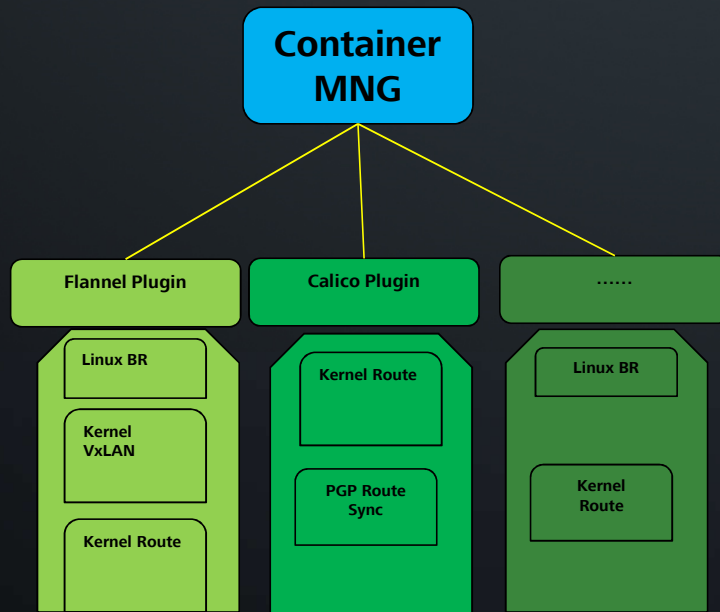 Container
MNG
Flannel Plugin
Calico Plugin
......
Linux BR
Kernel
VxLAN
Kernel Route
Kernel Route
PGP Route
Sync
Linux BR
Kernel
Route